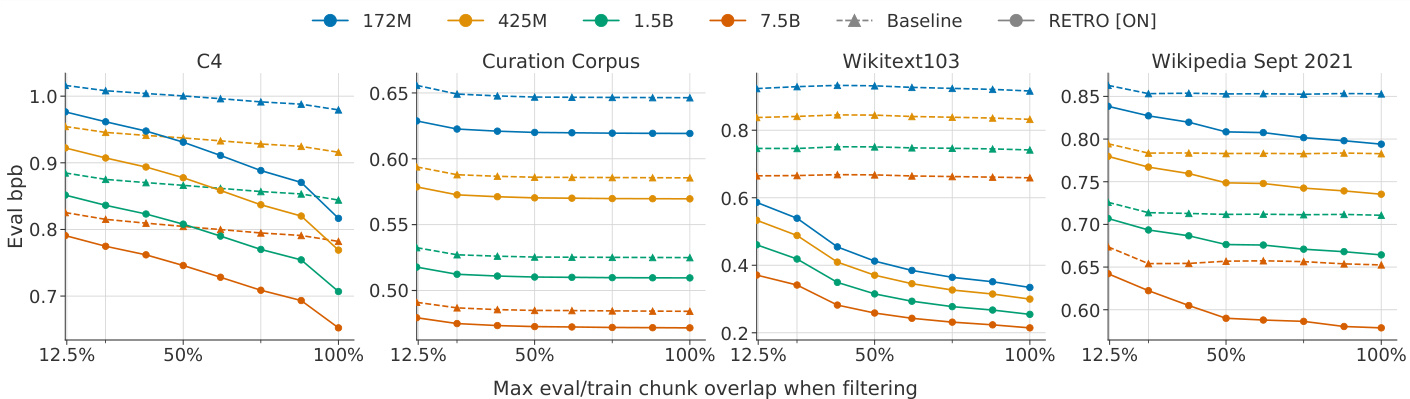 172M 425M 1.5B 7.5B Baseline RETRO [ON]
C4 Curation Corpus Wikitext103 Wikipedia Sept 2021
Eval bpb
1.0
0.9
0.8
0.7
12.5% 50% 100%
0.65
0.60
0.55
0.50
12.5% 50% 100%
0.8
0.6
0.4
0.2
12.5% 50% 100%
0.85
0.80
0.75
0.70
0.65
0.60
12.5% 50% 100%
Max eval/train chunk overlap when filtering